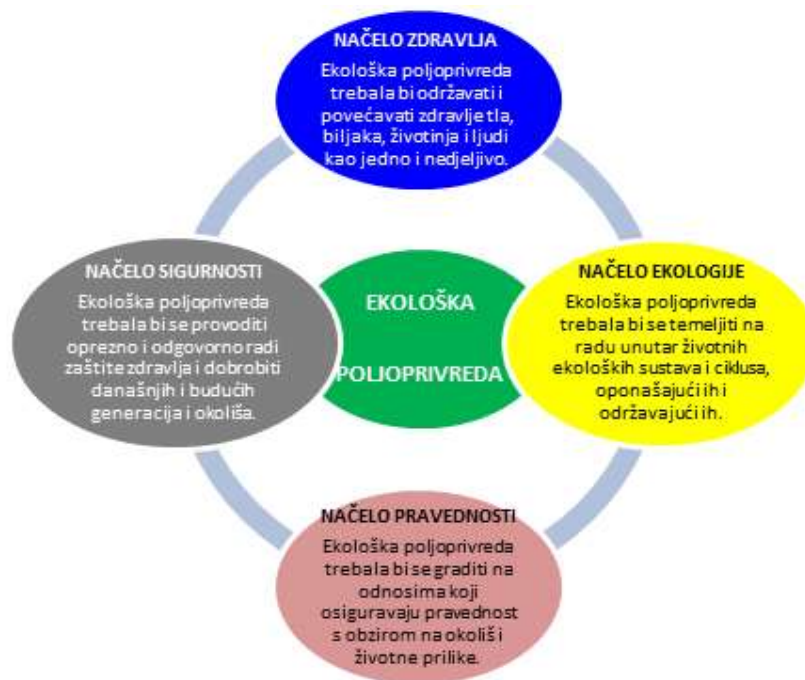 NAČELO ZDRAVLJA
Ekološka poljoprivreda
trebala bi održavati i
povećavati zdravlje tla,
biljaka, životinja i ljudi
kao jedno i nedjeljivo.
NAČELO SIGURNOSTI
Ekološka poljoprivreda
trebala bi se provoditi
oprezno i odgovorno radi
zaštite zdravlja i dobrobiti
današnjih i budućih
generacija i okoliša.
EKOLOŠKA
POLJOPRIVREDA
NAČELO EKOLOGIJE
Ekološka poljoprivreda
trebala bi se temeljiti na
radu unutar životnih
ekoloških sustava i ciklusa,
oponašajući ih i
održavajući ih.
NAČELO PRAVEDNOSTI
Ekološka poljoprivreda
trebala bi se graditi na
odnosima koji
osiguravaju pravednost
s obzirom na okoliš i
životne prilike.